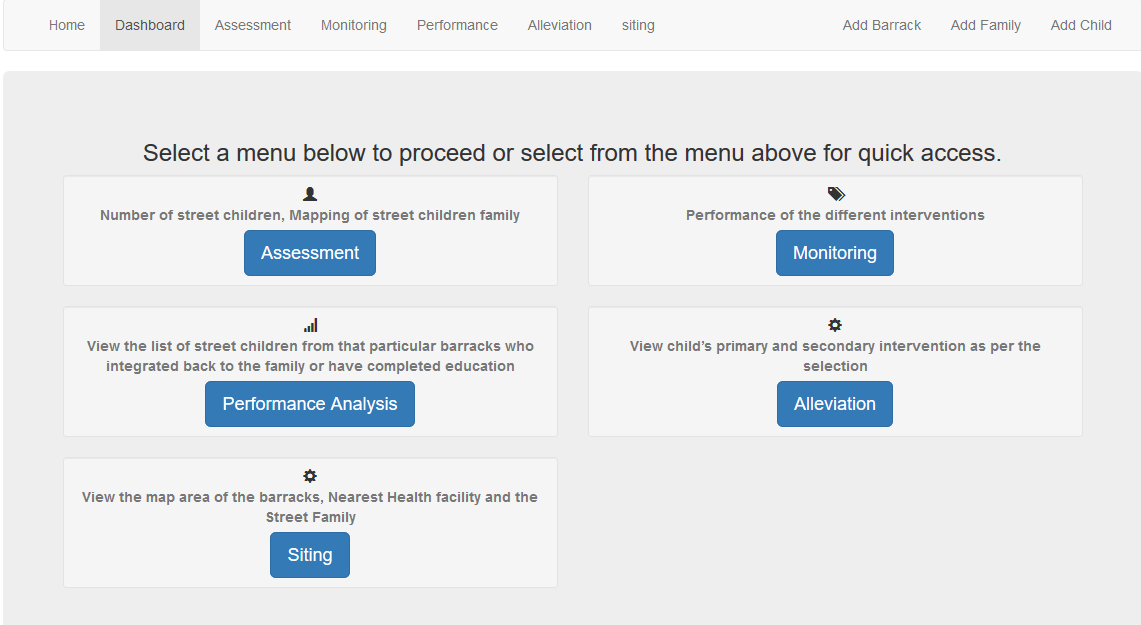 Home Dashboard Assessment Monitoring Performance Alleviation siting Add Barrack Add Family Add Child
Select a menu below to proceed or select from the menu above for quick access.
Number of street children, Mapping of street children family
Assessment
Performance of the different interventions
Monitoring
View the list of street children from that particular barracks who
integrated back to the family or have completed education
Performance Analysis
View child’s primary and secondary intervention as per the
selection
Alleviation
View the map area of the barracks, Nearest Health facility and the
Street Family
Siting